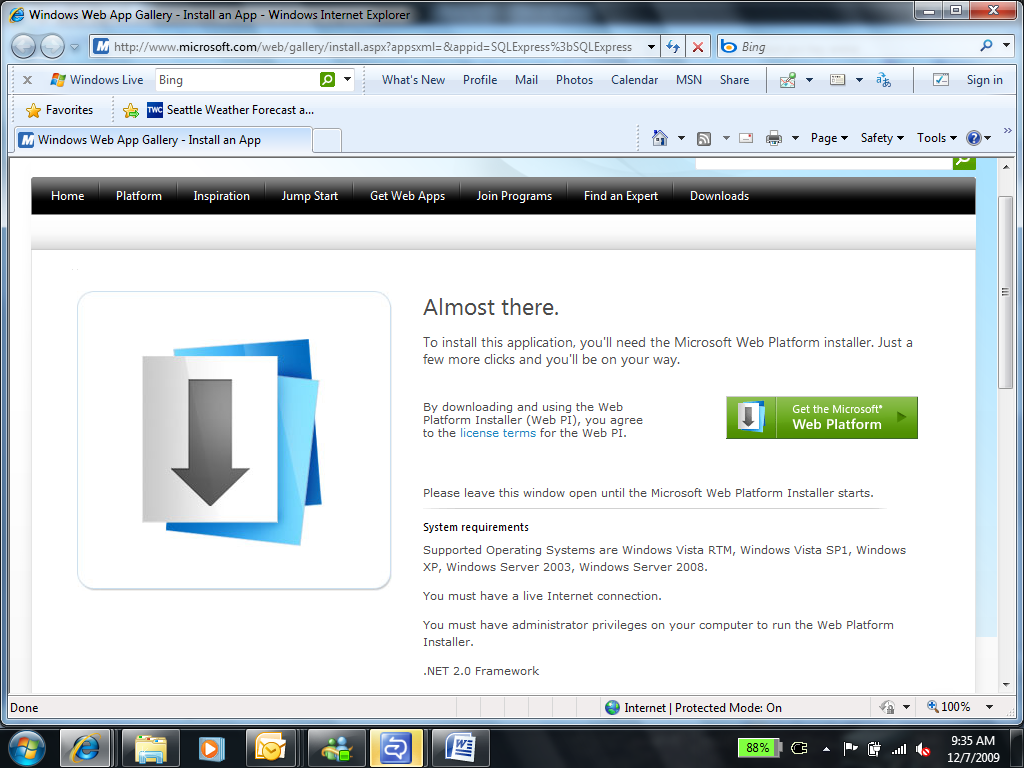 Windows Web App Gallery - Install an App - Windows Internet Explorer
http://www.microsoft.com/web/gallery/install.aspx?appsxml=&appid=SQLExpress%3bSQLExpress
Bing
Windows Live
Bing
What's New Profile Mail Photos Calendar MSN Share
Sign in
Favorites
TWC
Seattle Weather Forecast a...
Windows Web App Gallery - Install an App
Page Safety Tools
Home Platform Inspiration Jump Start Get Web Apps Join Programs Find an Expert Downloads
Almost there.
To install this application, you'll need the Microsoft Web Platform installer. Just a
few more clicks and you'll be on your way.
By downloading and using the Web
Platform Installer (Web PI), you agree
to the license terms for the Web PI.
Get the Microsoft®
Web Platform
Please leave this window open until the Microsoft Web Platform Installer starts.
System requirements
Supported Operating Systems are Windows Vista RTM, Windows Vista SP1, Windows
XP, Windows Server 2003, Windows Server 2008.
You must have a live Internet connection.
You must have administrator privileges on your computer to run the Web Platform
Installer.
.NET 2.0 Framework
Done
Internet | Protected Mode: On
100%
88%
9:35 AM
12/7/2009